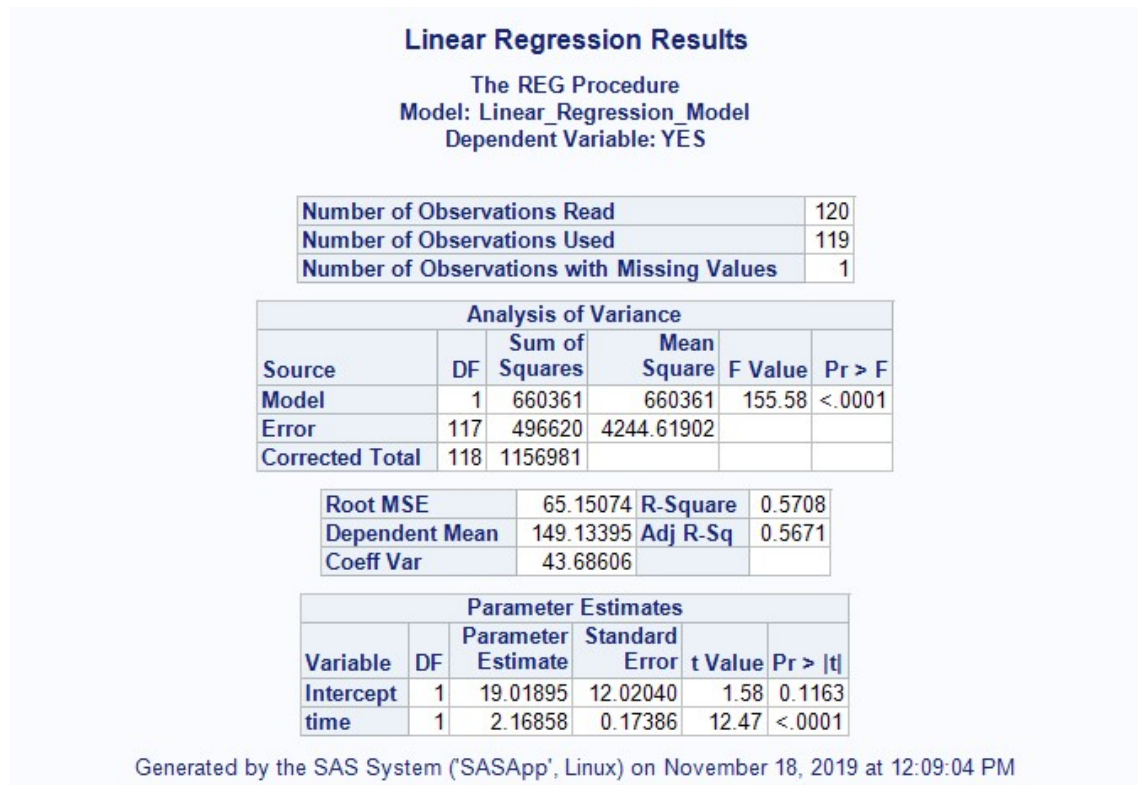 Linear Regression Results
The REG Procedure
Model: Linear_Regression_Model
Dependent Variable: YES
Number of Observations Read 120
Number of Observations Used 119
Number of Observations with Missing Values 1
Analysis of Variance
Source DF Sum of Squares Mean Square F Value Pr > F
Model 1 660361 660361 155.58 <.0001
Error 117 496620 4244.61902
Corrected Total 118 1156981
Root MSE 65.15074 R-Square 0.5708
Dependent Mean 149.13395 Adj R-Sq 0.5671
Coeff Var 43.68606
Parameter Estimates
Variable DF Parameter Estimate Standard Error t Value Pr > |t|
Intercept 1 19.01895 12.02040 1.58 0.1163
time 1 2.16858 0.17386 12.47 <.0001
Generated by the SAS System ('SASApp', Linux) on November 18, 2019 at 12:09:04 PM